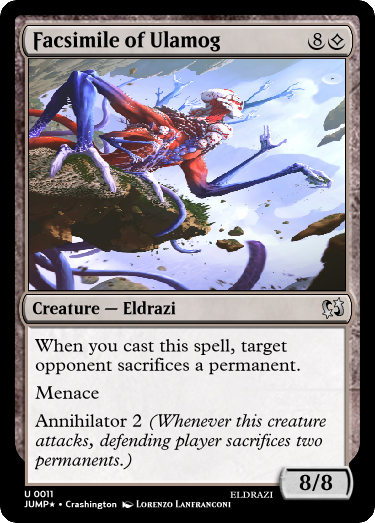 Facsimile of Ulamog 8
Creature — Eldrazi
When you cast this spell, target
opponent sacrifices a permanent.
Menace
Annihilator 2 (Whenever this creature
attacks, defending player sacrifices two
permanents.)
8/8
U 0011 ELDRAZI
JUMP★ • Crashington Lorenzo Lanfranconi